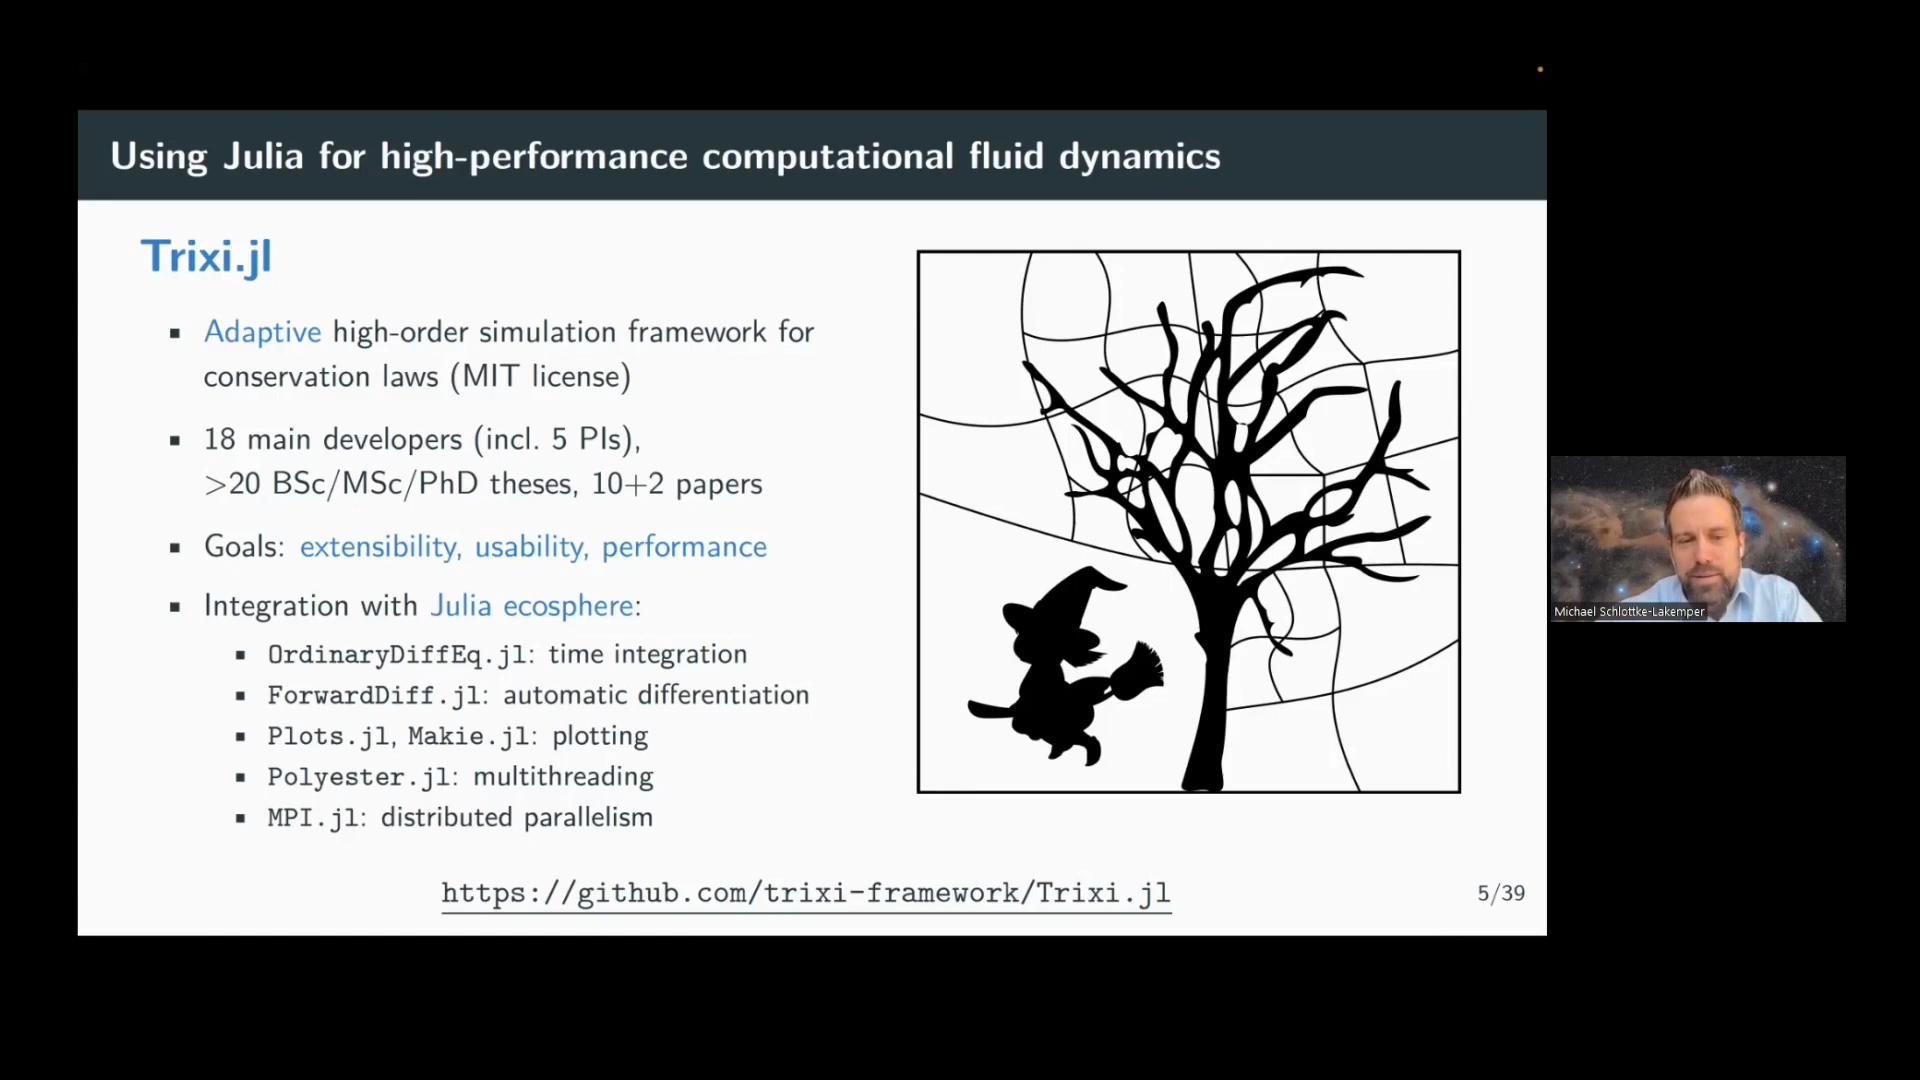 Using Julia for high-performance computational fluid dynamics
Trixi.jl
▪ Adaptive high-order simulation framework for
conservation laws (MIT license)
▪ 18 main developers (incl. 5 PIs),
>20 BSc/MSc/PhD theses, 10+2 papers
▪ Goals: extensibility, usability, performance
▪ Integration with Julia ecosphere:
▪ OrdinaryDiffEq.jl: time integration
▪ ForwardDiff.jl: automatic differentiation
▪ Plots.jl, Makie.jl: plotting
▪ Polyester.jl: multithreading
▪ MPI.jl: distributed parallelism
https://github.com/trixi-framework/Trixi.jl
5/39
Michael Schlottke-Lakemper